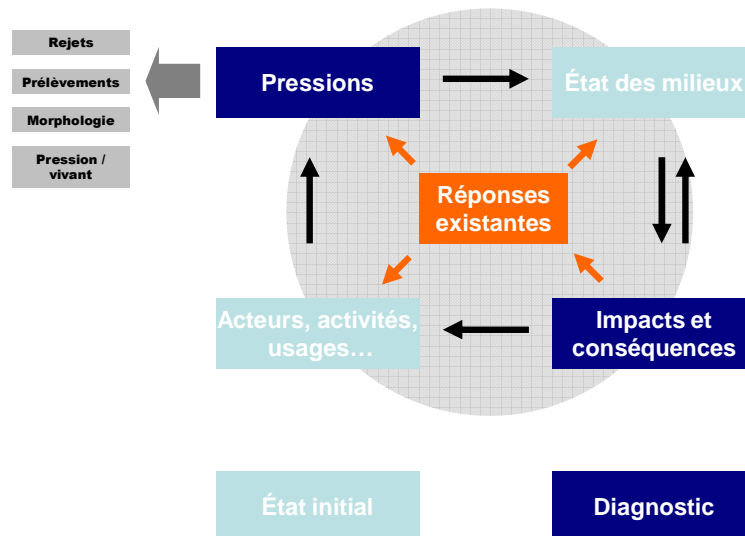 Rejets
Prélèvements
Morphologie
Pression /
vivant
Pressions
État des milieux
Réponses
existantes
Acteurs, activités,
usages…
Impacts et
conséquences
État initial
Diagnostic